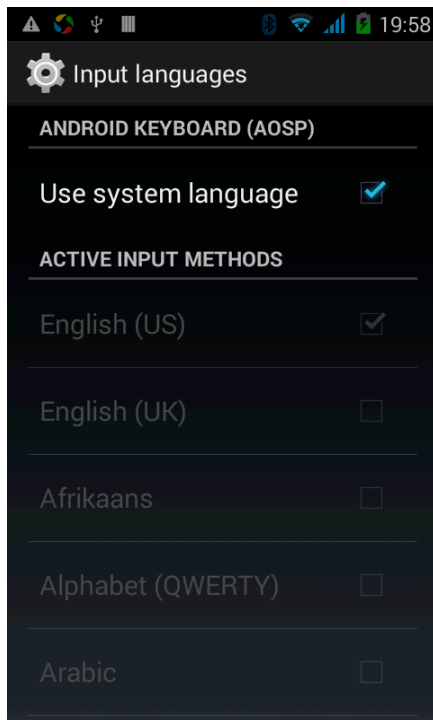 19:58
Input languages
ANDROID KEYBOARD (AOSP)
Use system language
ACTIVE INPUT METHODS
English (US)
English (UK)
Afrikaans
Alphabet (QWERTY)
Arabic